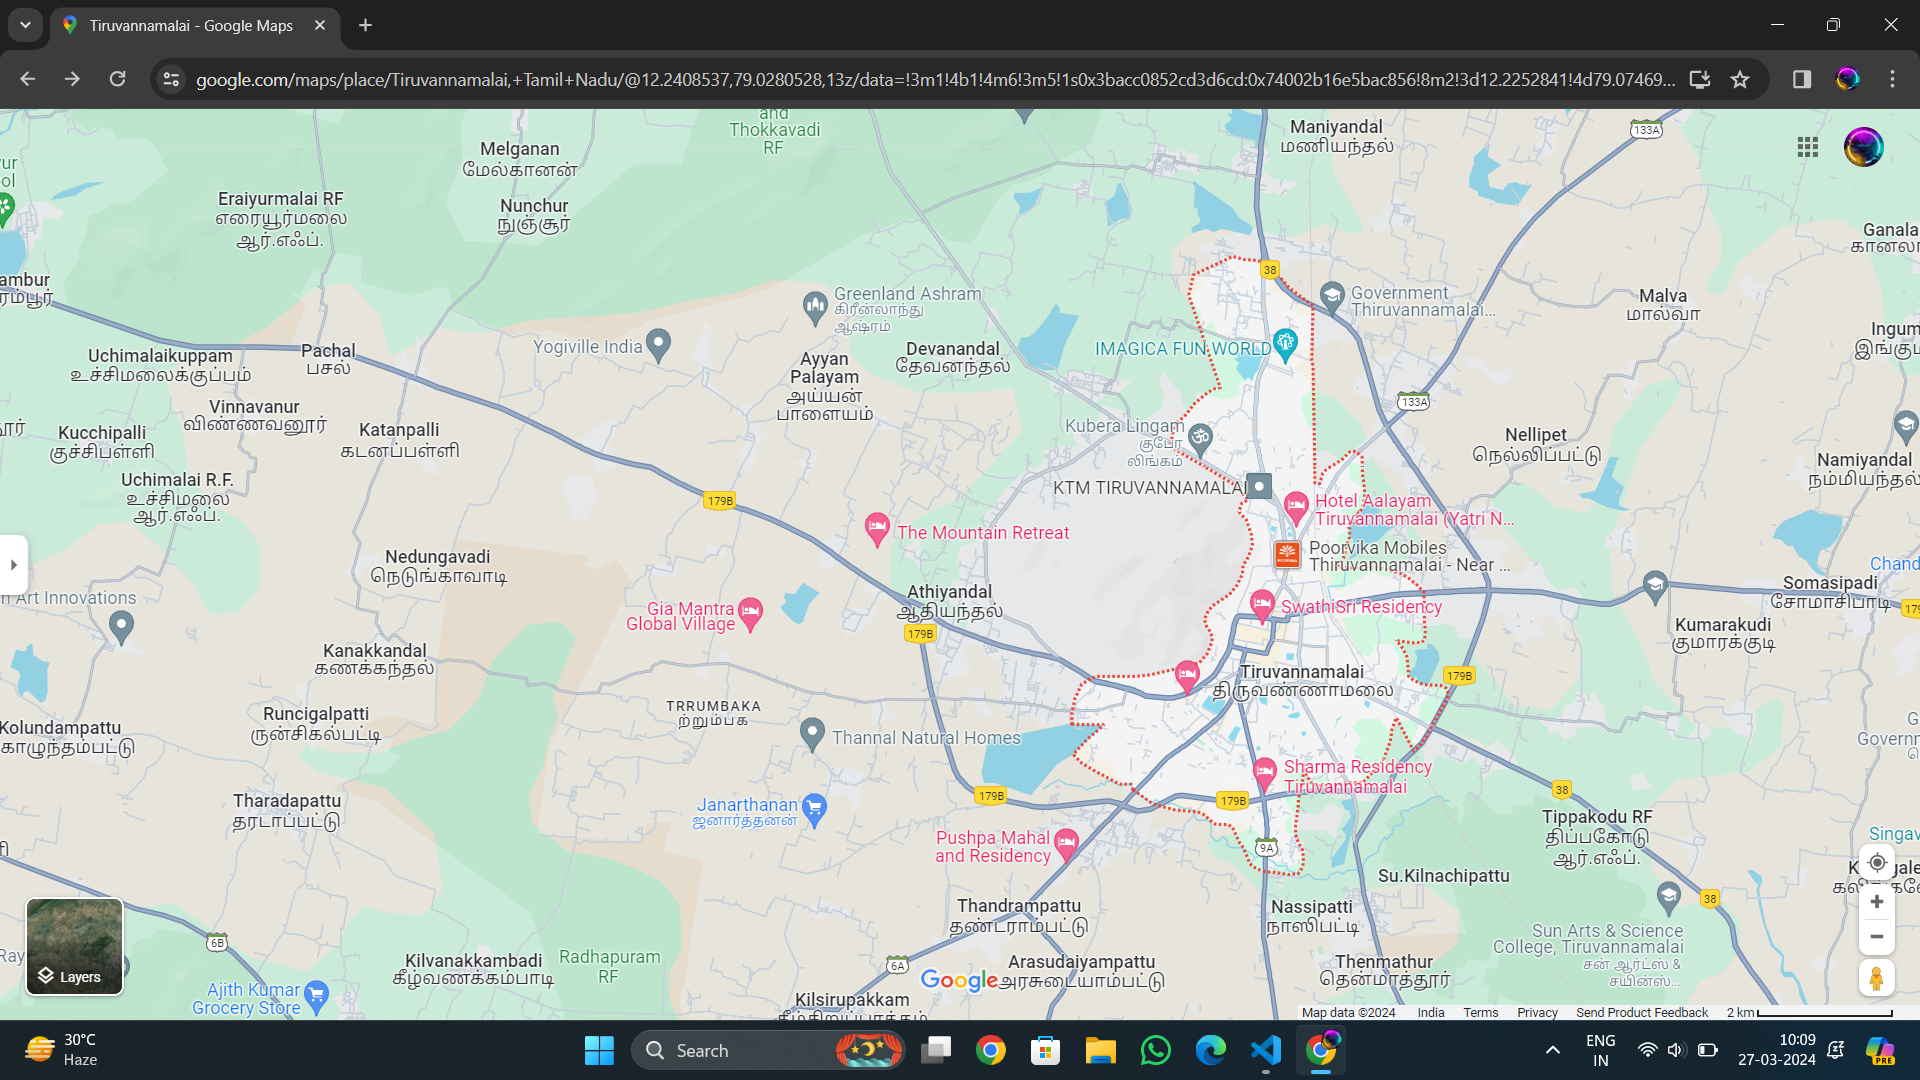 Tiruvannamalai - Google Maps
google.com/maps/place/Tiruvannamalai,+Tamil+Nadu/@12.2408537,79.0280528,13z/data=!3m1!4b1!4m6!3m5!1s0x3bacc0852cd3d6cd:0x74002b16e5bac856!8m2!3d12.2252841!4d79.07469...
and
Thokkavadi
RF
Melganan
மேல்கானன்
Maniyandal
மணியந்தல்
133A
Eraiyurmalai RF
எரையூர்மலை
ஆர்.எஃப்.
Nunchur
நுஞ்சூர்
38
Greenland Ashram
கிரீன்லாந்து
ஆஷ்ரம்
Government
Thiruvannamalai...
Malva
மால்வா
Uchimalaikuppam
உச்சிமலைக்குப்பம்
Pachal
பசல்
Yogiville India
Ayyan
Palayam
அய்யன்
பாளையம்
Devanandal
தேவனந்தல்
IMAGICA FUN WORLD
133A
Vinnavanur
விண்ணவனூர்
Kucchipalli
குச்சிபள்ளி
Katanpalli
கடனப்பள்ளி
Kubera Lingam
குபேர
லிங்கம்
Nellipet
நெல்லிப்பட்டு
Namiyandal
நம்மியந்தல்
Uchimalai R.F.
உச்சிமலை
ஆர்.எஃப்.
179B
KTM TIRUVANNAMALAI
Hotel Aalayam
Tiruvannamalai (Yatri N...
The Mountain Retreat
Poorvika Mobiles
Thiruvannamalai - Near ...
Nedungavadi
நெடுங்காவாடி
Athiyandal
ஆதியந்தல்
179B
Gia Mantra
Global Village
SwathiSri Residency
Somasipadi
சோமாசிபாடி
Kumarakudi
குமாரக்குடி
Kanakkandal
கணக்கந்தல்
Tiruvannamalai
திருவண்ணாமலை
179B
Runcigalpatti
ருன்சிகல்பட்டி
TRRUMBAKA
ற்றும்பக
Kolundampattu
கொழுந்தம்பட்டு
Thannal Natural Homes
Sharma Residency
Tiruvannamalai
Tharadapattu
தரடாப்பட்டு
Janarthanan
ஜனார்த்தனன்
179B
179B
38
Pushpa Mahal
and Residency
9A
Tippakodu RF
திப்பகோடு
ஆர்.எஃப்.
Su.Kilnachipattu
Thandrampattu
தண்டராம்பட்டு
Nassipatti
நாஸிபட்டி
38
Sun Arts & Science
College, Tiruvannamalai
சன் ஆர்ட்ஸ் &
சயின்ஸ்...
6B
Kilvanakkambadi
கீழ்வணக்கம்பாடி
Radhapuram
RF
6A
Arasudaiyampattu
அரசுடையாம்பட்டு
Thenmathur
தென்மாத்தூர்
Layers
Ajith Kumar
Grocery Store
Kilsirupakkam
Google
Map data ©2024 India Terms Privacy Send Product Feedback 2 km
30°C
Haze
Search
ENG
IN
10:09
27-03-2024
PRE